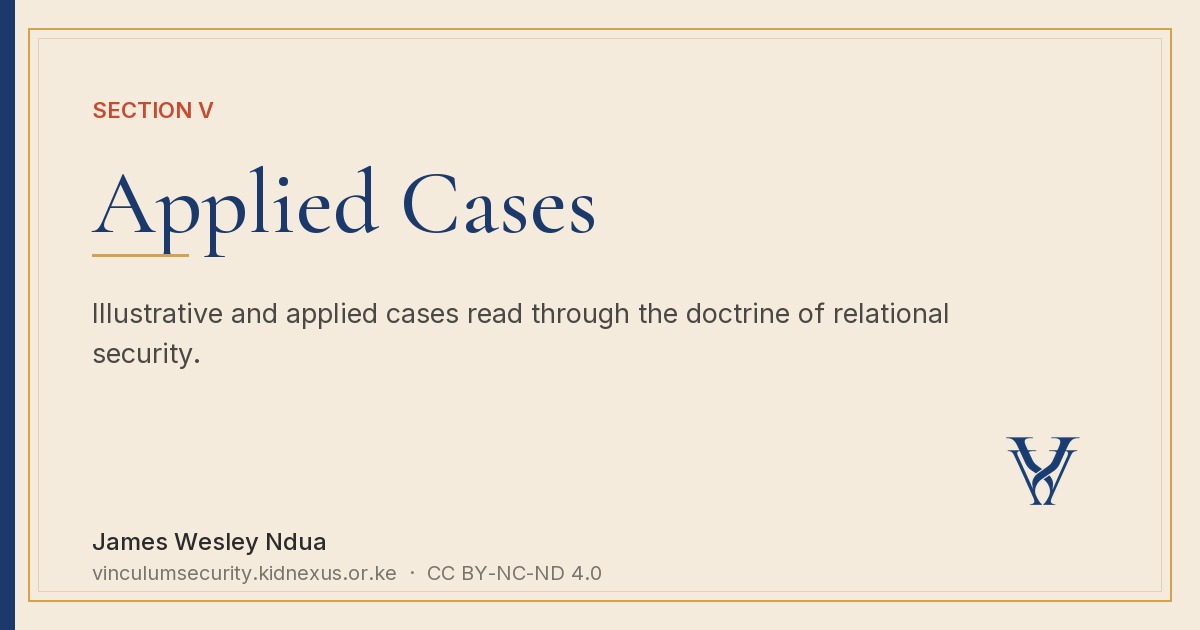 SECTION V
Applied Cases
Illustrative and applied cases read through the doctrine of relational
security.
James Wesley Ndua
vinculumsecurity.kidnexus.or.ke · CC BY-NC-ND 4.0